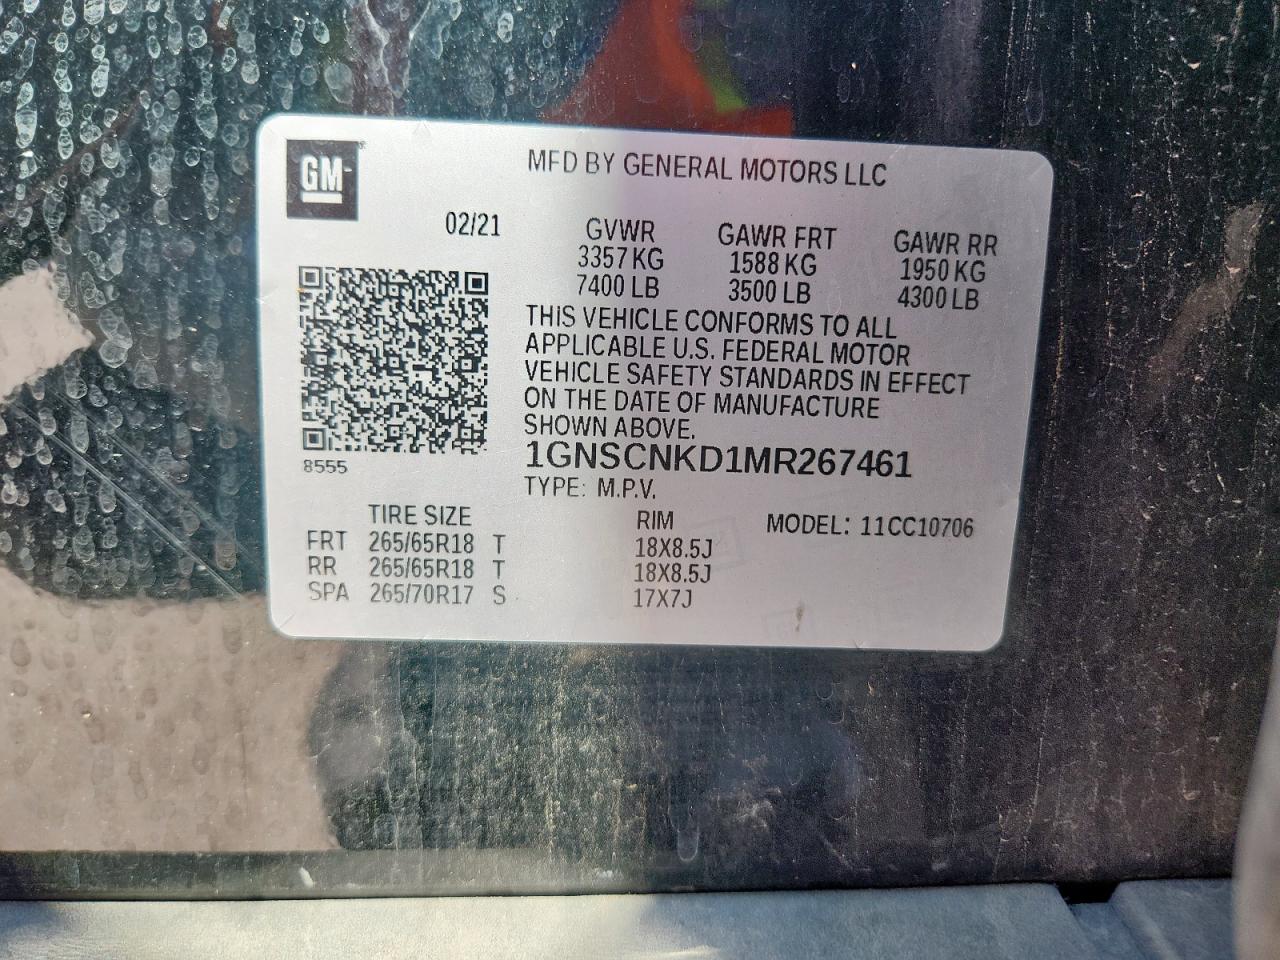 GM
MFD BY GENERAL MOTORS LLC
02/21
GVWR GAWR FRT GAWR RR
3357 KG 1588 KG 1950 KG
7400 LB 3500 LB 4300 LB
THIS VEHICLE CONFORMS TO ALL
APPLICABLE U.S. FEDERAL MOTOR
VEHICLE SAFETY STANDARDS IN EFFECT
ON THE DATE OF MANUFACTURE
SHOWN ABOVE.
8555
1GNSCNKD1MR267461
TYPE: M.P.V.
TIRE SIZE RIM MODEL: 11CC10706
FRT 265/65R18 T 18X8.5J
RR 265/65R18 T 18X8.5J
SPA 265/70R17 S 17X7J